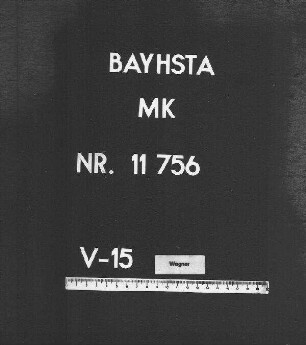 BAYHSTA
MK
NR. 11 756
V-15
Wagner